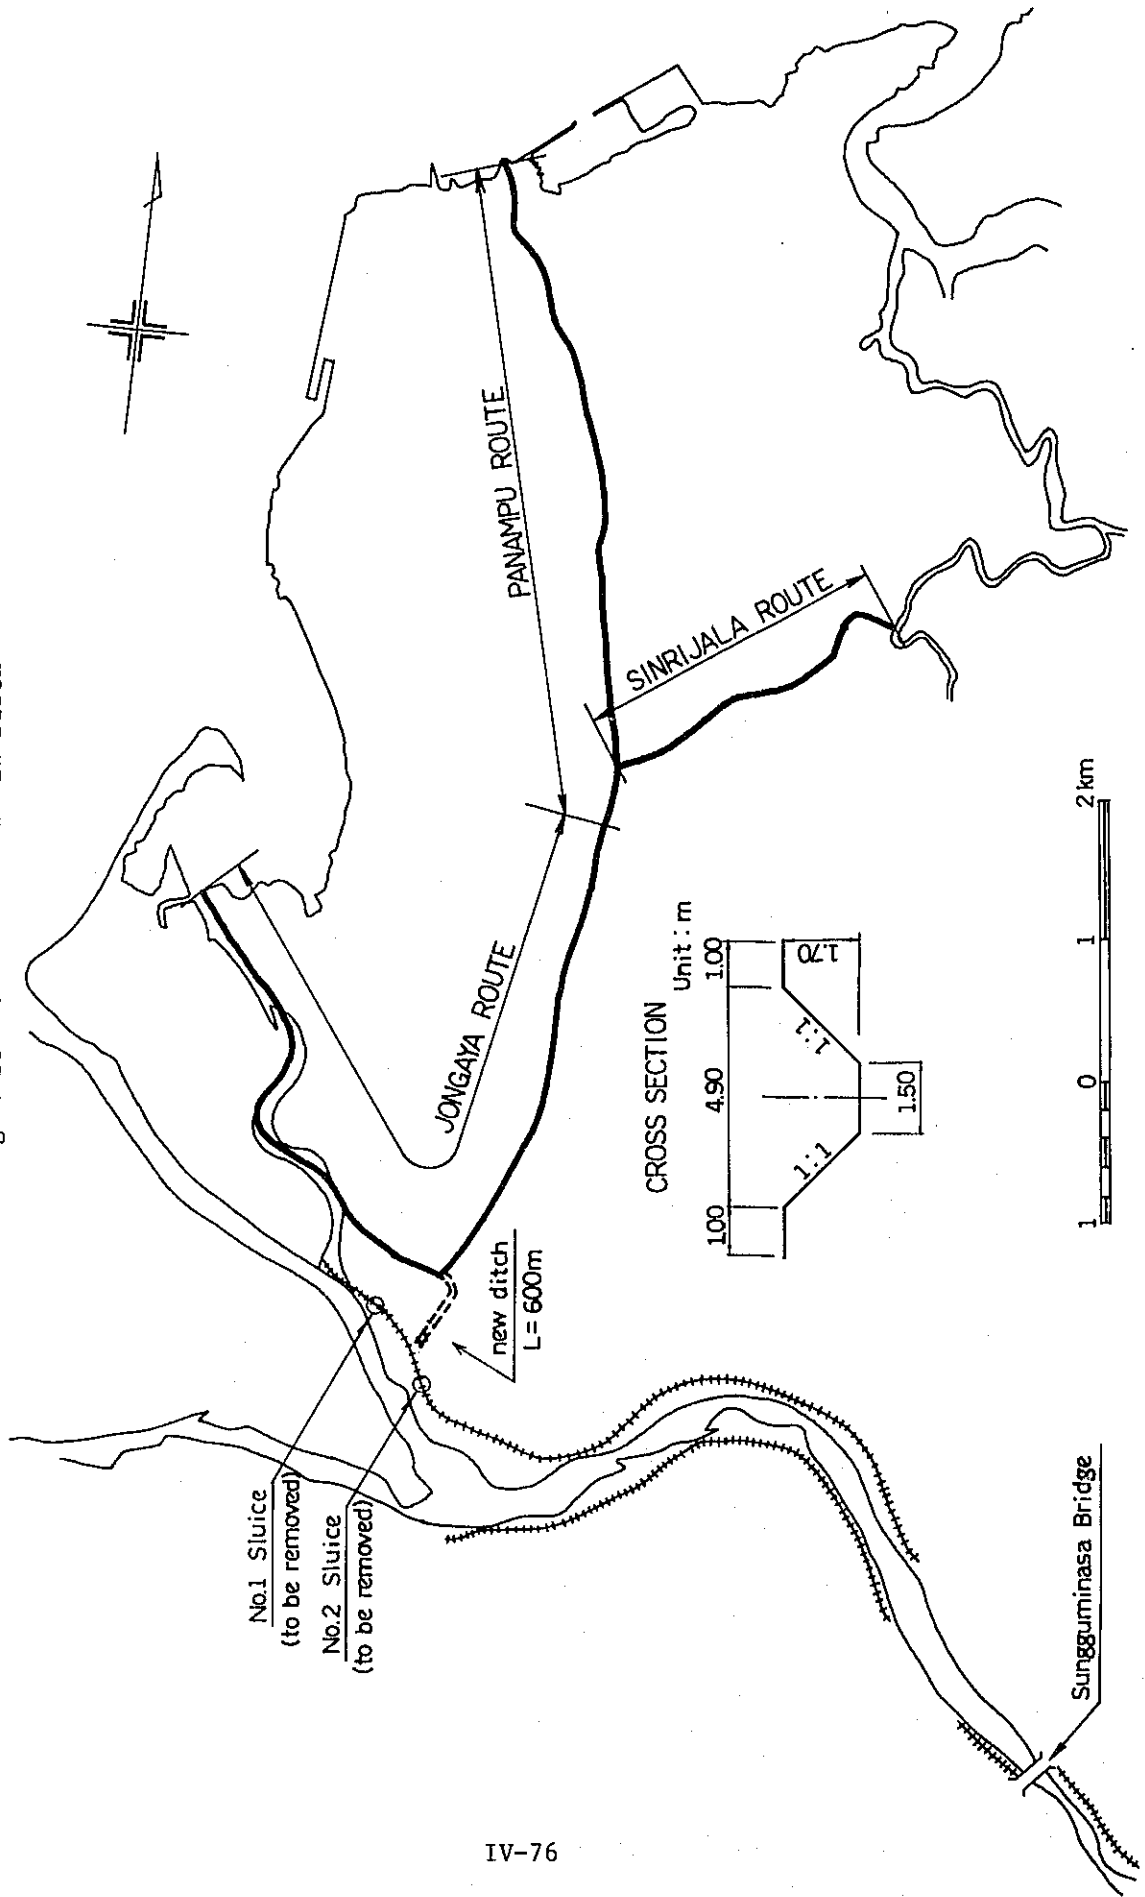 PANAMPU ROUTE
SINRIJALA ROUTE
JONGAYA ROUTE
No.1 Sluice
(to be removed)
No.2 Sluice
(to be removed)
new ditch
L=600m
CROSS SECTION
Unit : m
1.00 4.90 1.00
1:1 1:1 1.70
1.50
1 0 1 2km
Sungguminasa Bridge
IV-76